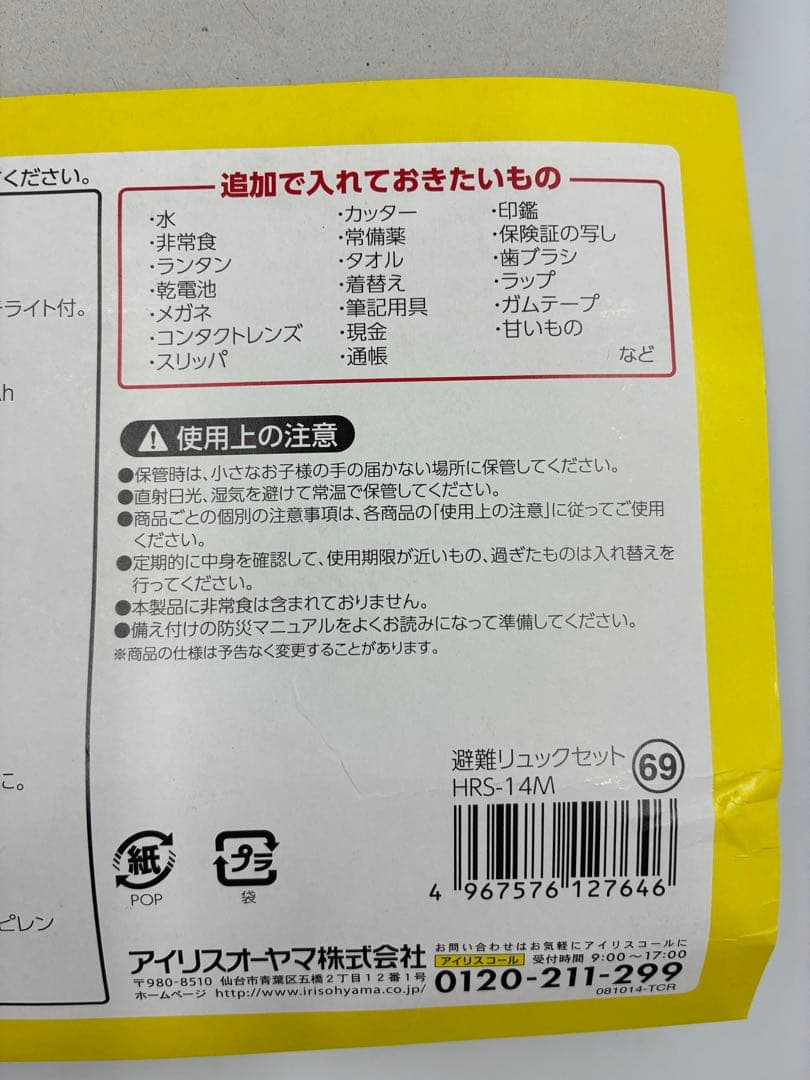 ください。
追加で入れておきたいもの
・水
・非常食
・ランタン
・乾電池
・メガネ
・コンタクトレンズ
・スリッパ
・カッター
・常備薬
・タオル
・着替え
・筆記用具
・現金
・通帳
・印鑑
・保険証の写し
・歯ブラシ
・ラップ
・ガムテープ
・甘いもの
など
ライト付。
h
こ。
ピレン
使用上の注意
●保管時は、小さなお子様の手の届かない場所に保管してください。
●直射日光、湿気を避けて常温で保管してください。
●商品ごとの個別の注意事項は、各商品の「使用上の注意」に従ってご使用
ください。
●定期的に中身を確認して、使用期限が近いもの、過ぎたものは入れ替えを
行ってください。
●本製品に非常食は含まれておりません。
●備え付けの防災マニュアルをよくお読みになって準備してください。
※商品の仕様は予告なく変更することがあります。
避難リュックセット 69
HRS-14M
4 967576 127646
紙
POP
プラ
袋
アイリスオーヤマ株式会社
〒980-8510 仙台市青葉区五橋2丁目12番1号
ホームページ http://www.irisohyama.co.jp/
お問い合わせはお気軽にアイリスコールに
アイリスコール 受付時間 9:00〜17:00
0120-211-299
081014-TCR